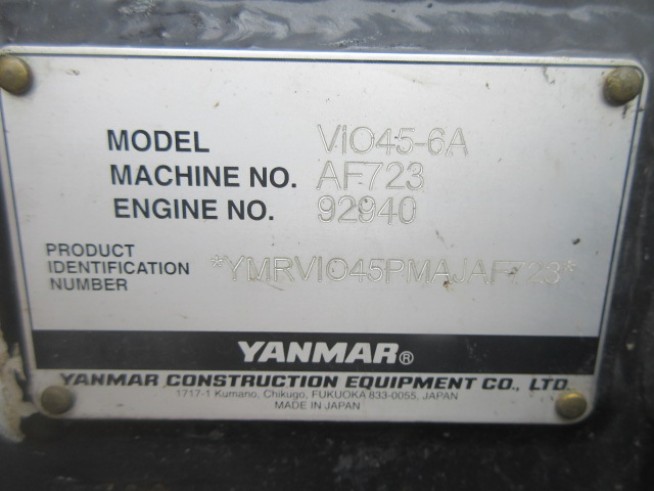 MODEL ViO45-6A
MACHINE NO. AF723
ENGINE NO. 92940
PRODUCT
IDENTIFICATION
NUMBER
*YMRVIO45PMAJAF723*
YANMAR®
YANMAR CONSTRUCTION EQUIPMENT CO., LTD.
1717-1 Kumano, Chikugo, FUKUOKA 833-0055, JAPAN
MADE IN JAPAN